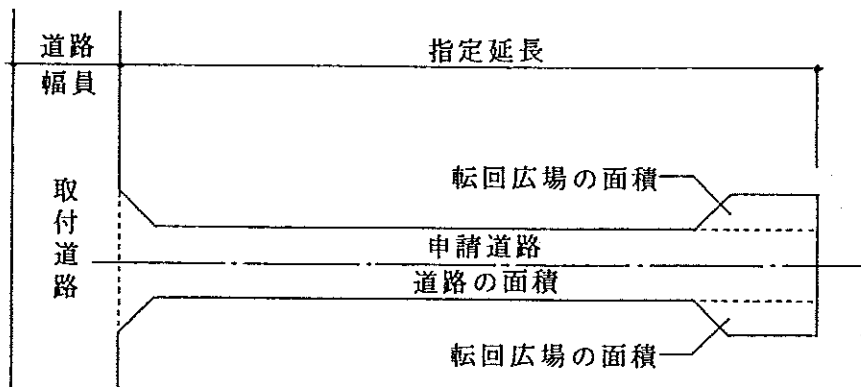 道路
幅員
指定延長
取付道路
転回広場の面積
申請道路
道路の面積
転回広場の面積